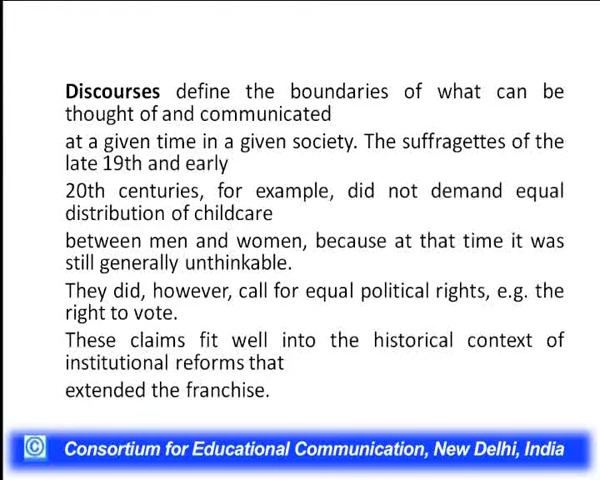 Discourses define the boundaries of what can be
thought of and communicated
at a given time in a given society. The suffragettes of the
late 19th and early
20th centuries, for example, did not demand equal
distribution of childcare
between men and women, because at that time it was
still generally unthinkable.
They did, however, call for equal political rights, e.g. the
right to vote.
These claims fit well into the historical context of
institutional reforms that
extended the franchise.
© Consortium for Educational Communication, New Delhi, India